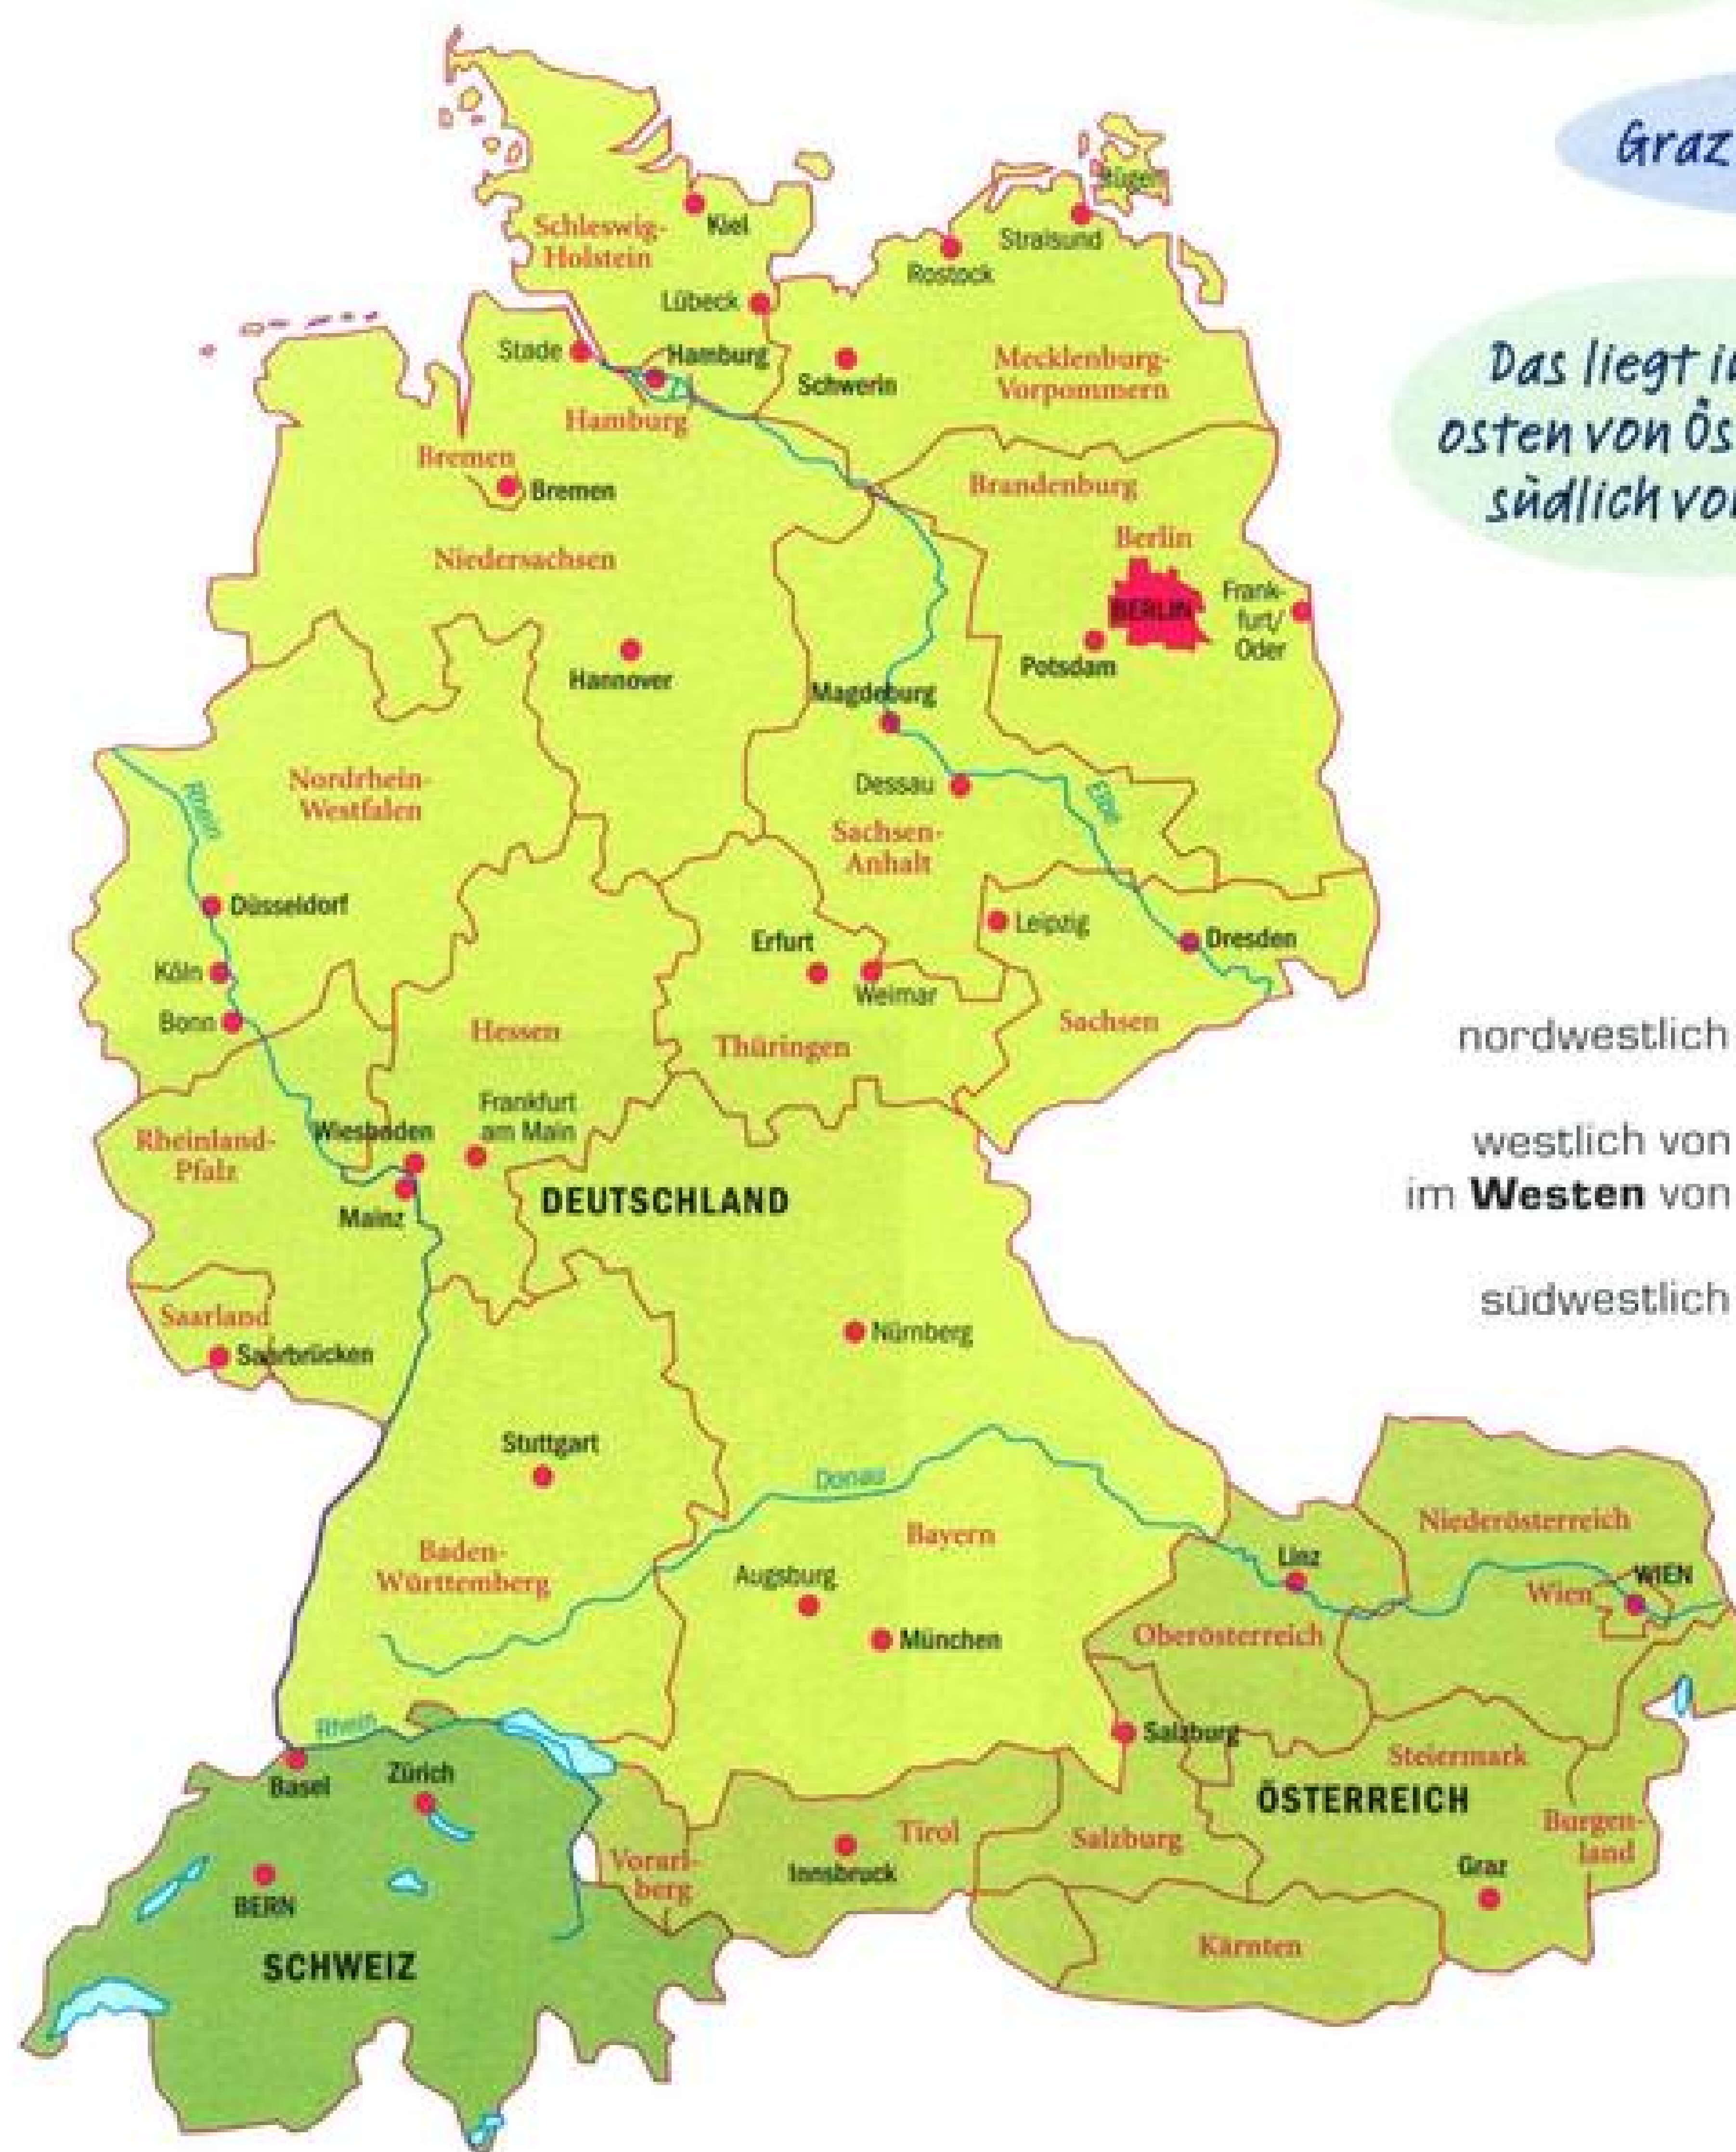 Graz
Das liegt i
osten von Ös
südlich vo
nordwestlich
westlich von
im Westen von
südwestlich
Rügen
Kiel
Schleswig-
Holstein
Stralsund
Rostock
Lübeck
Stade
Hamburg
Schwerin
Mecklenburg-
Vorpommern
Hamburg
Bremen
Bremen
Brandenburg
Berlin
Niedersachsen
BERLIN
Frank-
furt/
Oder
Potsdam
Hannover
Magdeburg
Nordrhein-
Westfalen
Rhein
Dessau
Elbe
Sachsen-
Anhalt
Düsseldorf
Leipzig
Erfurt
Dresden
Köln
Weimar
Bonn
Hessen
Thüringen
Sachsen
Frankfurt
am Main
Wiesbaden
Rheinland-
Pfalz
DEUTSCHLAND
Mainz
Saarland
Saarbrücken
Nürnberg
Stuttgart
Donau
Bayern
Baden-
Württemberg
Augsburg
München
Niederösterreich
Linz
WIEN
Wien
Oberösterreich
Rhein
Salzburg
Basel
Zürich
Steiermark
ÖSTERREICH
Tirol
Salzburg
Burgen-
land
Vorarl-
berg
Innsbruck
Graz
BERN
Kärnten
SCHWEIZ